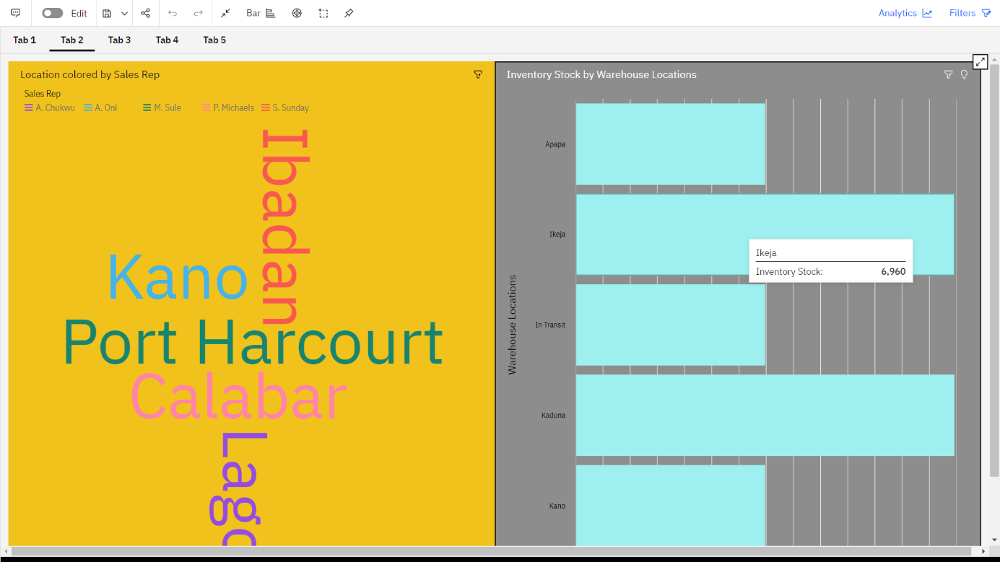 Edit
Bar
Analytics
Filters
Tab 1
Tab 2
Tab 3
Tab 4
Tab 5
Location colored by Sales Rep
Sales Rep
A. Chukwu
A. Oni
M. Sule
P. Michaels
S. Sunday
Ibadan
Kano
Port Harcourt
Calabar
Inventory Stock by Warehouse Locations
Warehouse Locations
Apapa
Ikeja
In Transit
Kaduna
Kano
Ikeja
Inventory Stock: 6,960